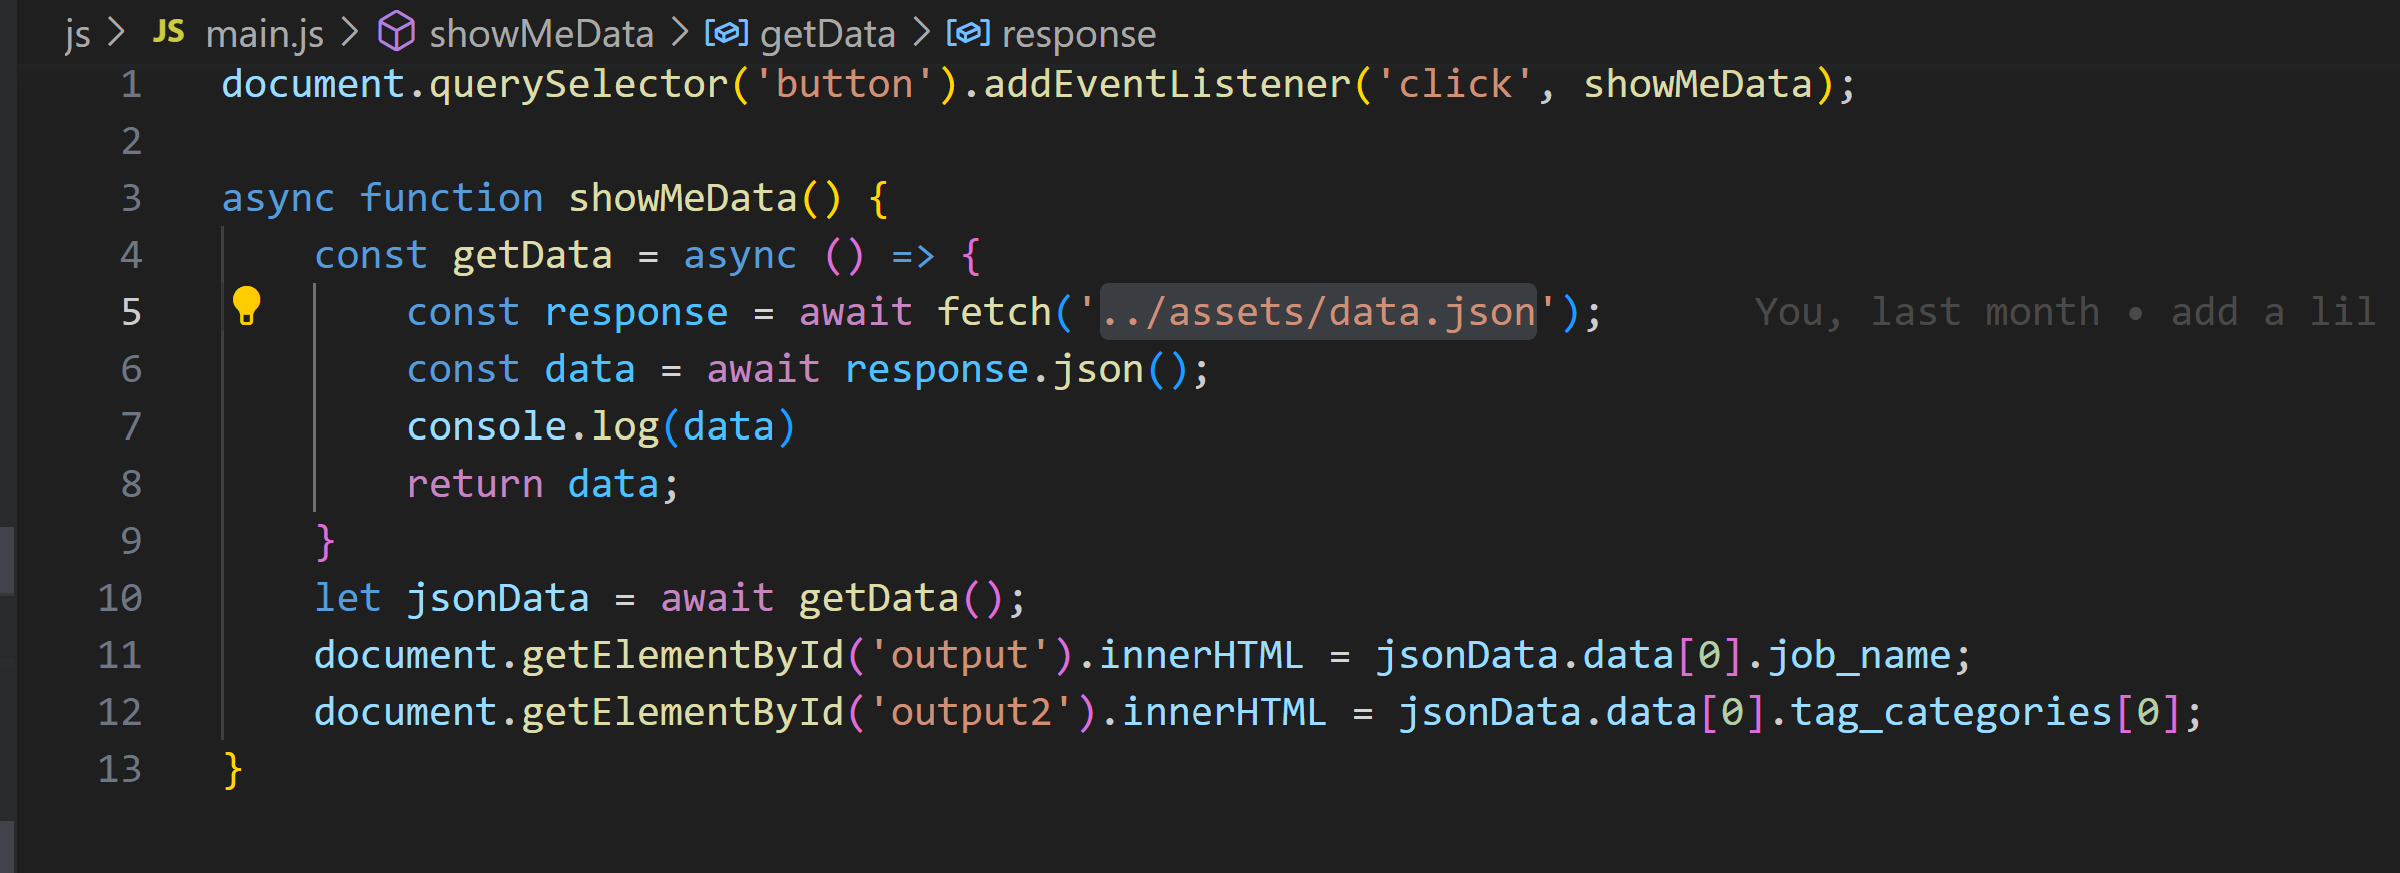 js > JS main.js > showMeData > getData > response
1 document.querySelector('button').addEventListener('click', showMeData);
2
3 async function showMeData() {
4 const getData = async () => {
5 const response = await fetch('../assets/data.json'); You, last month • add a lil
6 const data = await response.json();
7 console.log(data)
8 return data;
9 }
10 let jsonData = await getData();
11 document.getElementById('output').innerHTML = jsonData.data[0].job_name;
12 document.getElementById('output2').innerHTML = jsonData.data[0].tag_categories[0];
13 }